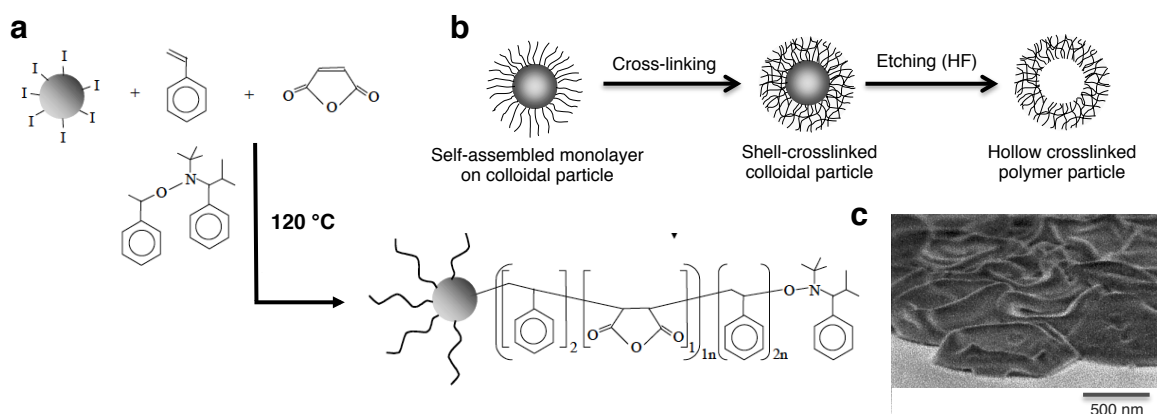 a
I
I
I
I
I
I
I
+
+
O
O
O
O
N
120 °C
2
O
O
O
1
1n
2n
O
N
b
Cross-linking
Etching (HF)
Self-assembled monolayer
on colloidal particle
Shell-crosslinked
colloidal particle
Hollow crosslinked
polymer particle
c
500 nm